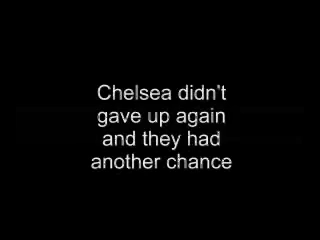 Chelsea didn't
gave up again
and they had
another chance